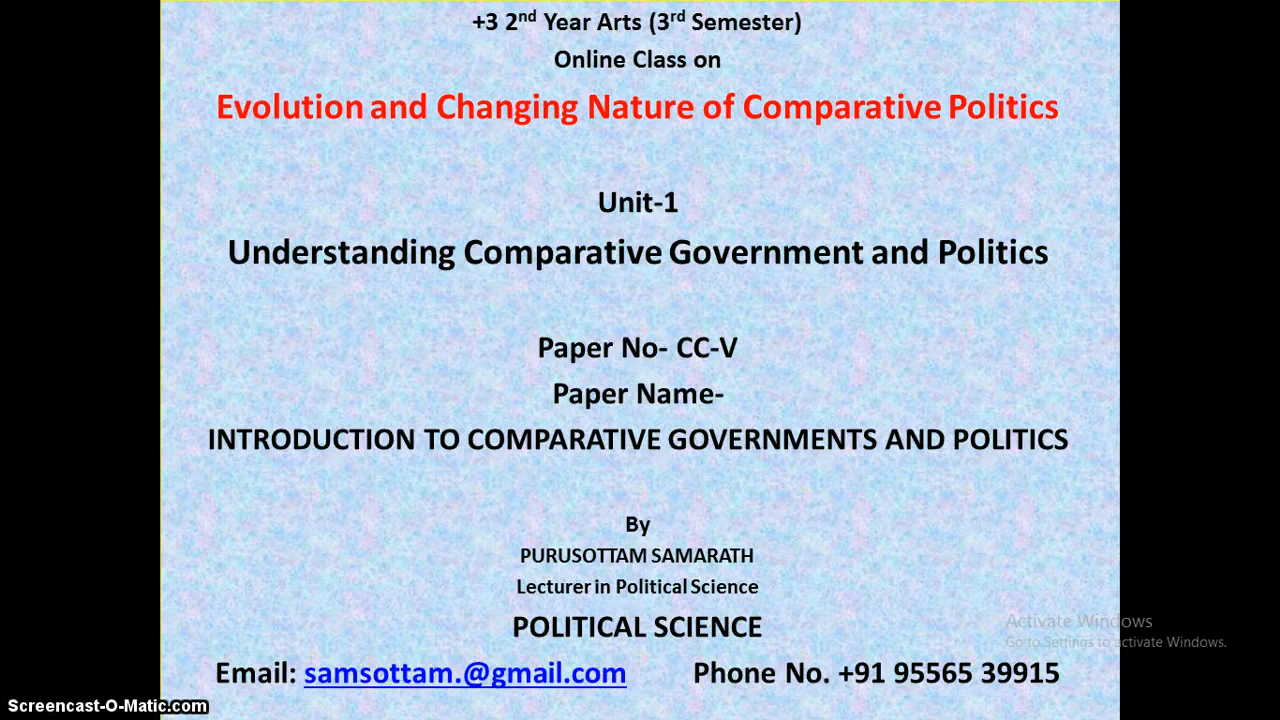 +3 2nd Year Arts (3rd Semester)
Online Class on
Evolution and Changing Nature of Comparative Politics
Unit-1
Understanding Comparative Government and Politics
Paper No- CC-V
Paper Name-
INTRODUCTION TO COMPARATIVE GOVERNMENTS AND POLITICS
By
PURUSOTTAM SAMARATH
Lecturer in Political Science
POLITICAL SCIENCE
Activate Windows
Go to Settings to activate Windows.
Email: samsottam.@gmail.com Phone No. +91 95565 39915
Screencast-O-Matic.com